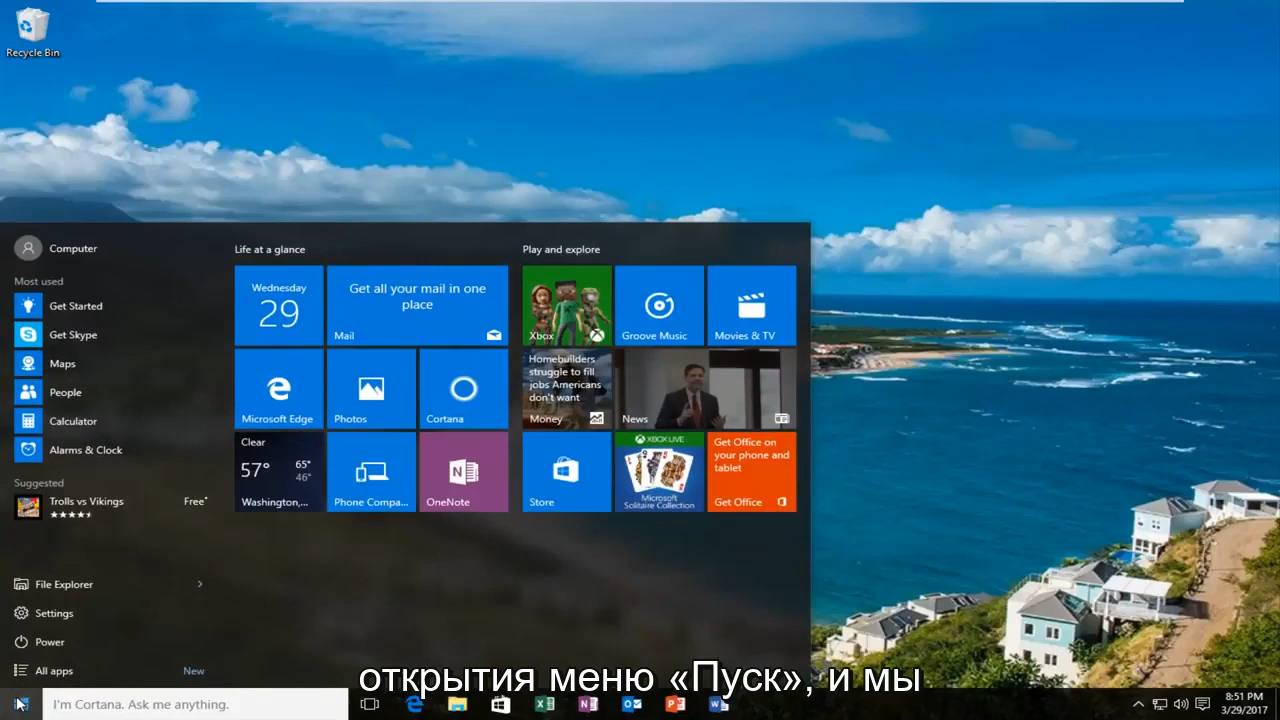 Recycle Bin
Computer
Most used
Get Started
Get Skype
Maps
People
Calculator
Alarms & Clock
Suggested
Trolls vs Vikings
Free*
File Explorer
Settings
Power
All apps
New
Life at a glance
Wednesday
29
Get all your mail in one
place
Mail
Microsoft Edge
Photos
Cortana
Clear
57°
65°
46°
Washington,...
Phone Compa...
OneNote
Play and explore
Xbox
Groove Music
Movies & TV
Homebuilders
struggle to fill
jobs Americans
don't want
Money
News
Store
XBOX LIVE
Microsoft
Solitaire Collection
Get Office on
your phone and
tablet
Get Office
открытия меню «Пуск», и мы
I'm Cortana. Ask me anything.
8:51 PM
3/29/2017